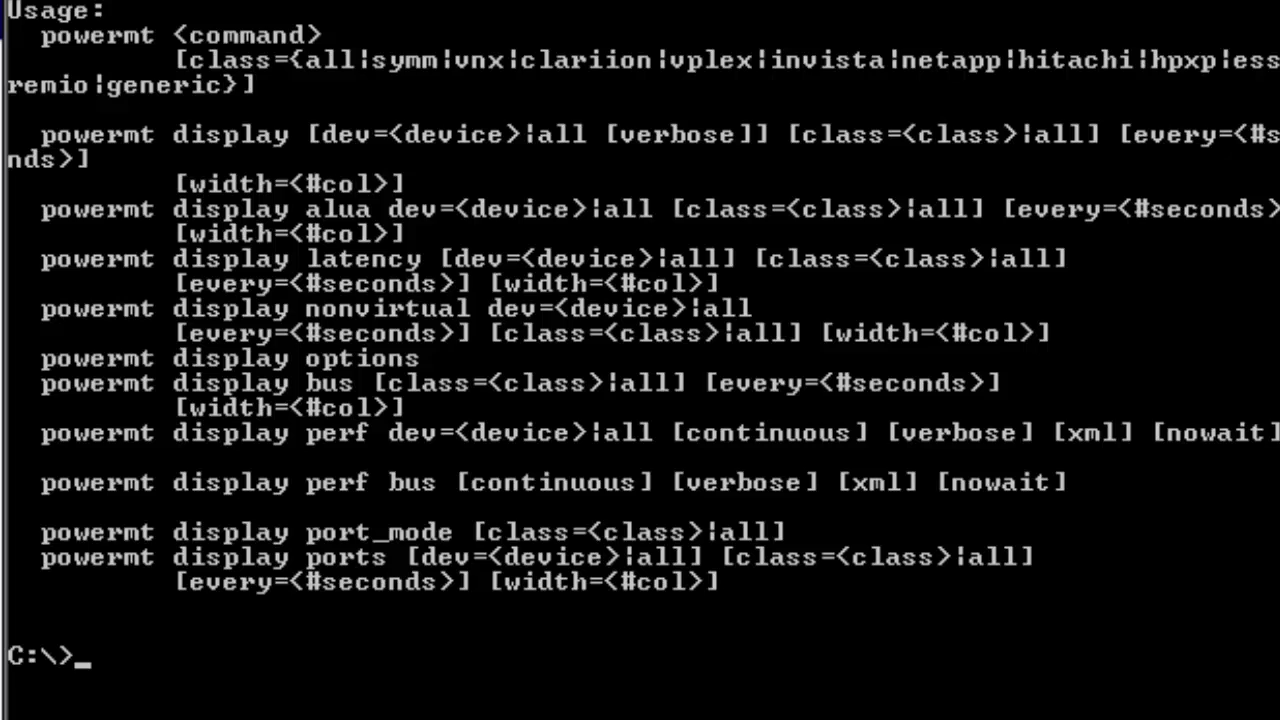 Usage:
powermt <command>
[class={all|symm|vnx|clariion|vplex|invista|netapp|hitachi|hpxp|ess
remio|generic}]
powermt display [dev=<device>|all [verbose]] [class=<class>|all] [every=<#s
nds>]
[width=<#col>]
powermt display alua dev=<device>|all [class=<class>|all] [every=<#seconds>
[width=<#col>]
powermt display latency [dev=<device>|all] [class=<class>|all]
[every=<#seconds>] [width=<#col>]
powermt display nonvirtual dev=<device>|all
[every=<#seconds>] [class=<class>|all] [width=<#col>]
powermt display options
powermt display bus [class=<class>|all] [every=<#seconds>]
[width=<#col>]
powermt display perf dev=<device>|all [continuous] [verbose] [xml] [nowait]
powermt display perf bus [continuous] [verbose] [xml] [nowait]
powermt display port_mode [class=<class>|all]
powermt display ports [dev=<device>|all] [class=<class>|all]
[every=<#seconds>] [width=<#col>]
C:\>_